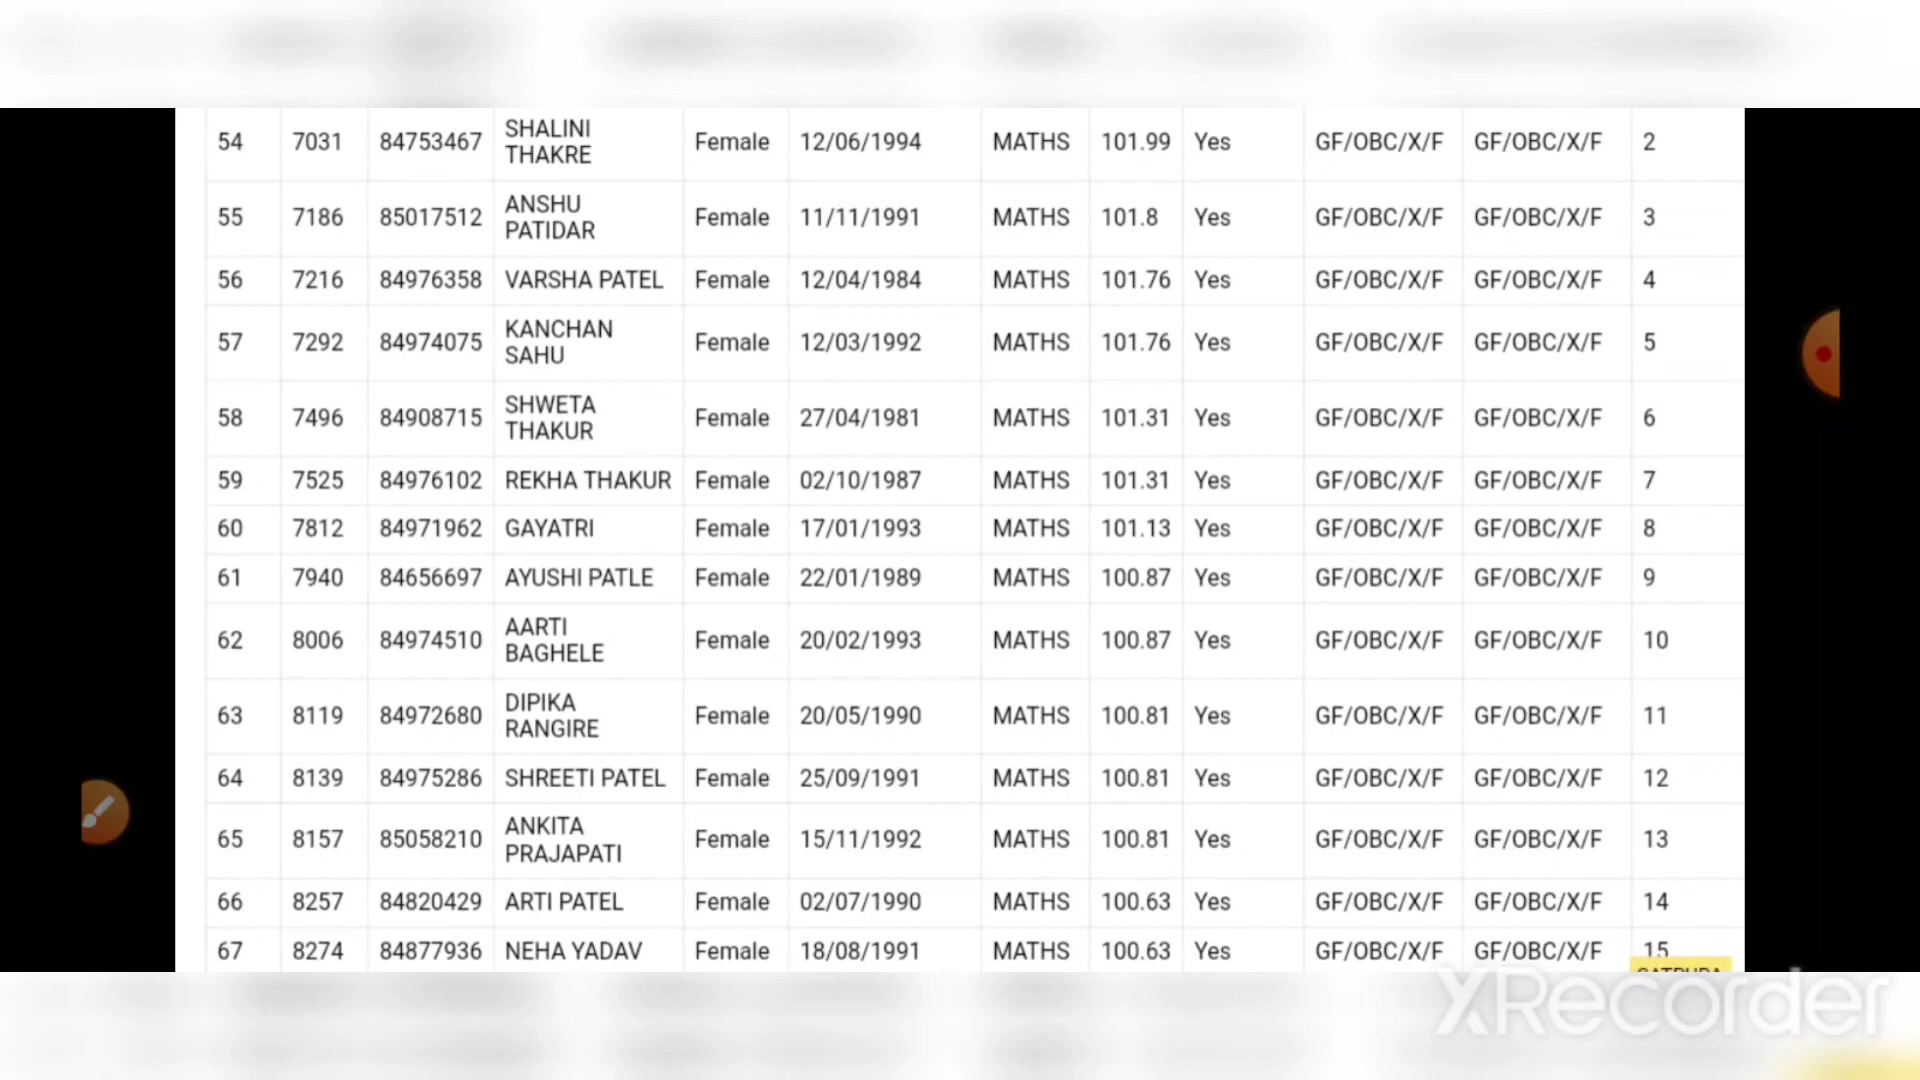 54 7031 84753467 SHALINI THAKRE Female 12/06/1994 MATHS 101.99 Yes GF/OBC/X/F GF/OBC/X/F 2
55 7186 85017512 ANSHU PATIDAR Female 11/11/1991 MATHS 101.8 Yes GF/OBC/X/F GF/OBC/X/F 3
56 7216 84976358 VARSHA PATEL Female 12/04/1984 MATHS 101.76 Yes GF/OBC/X/F GF/OBC/X/F 4
57 7292 84974075 KANCHAN SAHU Female 12/03/1992 MATHS 101.76 Yes GF/OBC/X/F GF/OBC/X/F 5
58 7496 84908715 SHWETA THAKUR Female 27/04/1981 MATHS 101.31 Yes GF/OBC/X/F GF/OBC/X/F 6
59 7525 84976102 REKHA THAKUR Female 02/10/1987 MATHS 101.31 Yes GF/OBC/X/F GF/OBC/X/F 7
60 7812 84971962 GAYATRI Female 17/01/1993 MATHS 101.13 Yes GF/OBC/X/F GF/OBC/X/F 8
61 7940 84656697 AYUSHI PATLE Female 22/01/1989 MATHS 100.87 Yes GF/OBC/X/F GF/OBC/X/F 9
62 8006 84974510 AARTI BAGHELE Female 20/02/1993 MATHS 100.87 Yes GF/OBC/X/F GF/OBC/X/F 10
63 8119 84972680 DIPIKA RANGIRE Female 20/05/1990 MATHS 100.81 Yes GF/OBC/X/F GF/OBC/X/F 11
64 8139 84975286 SHREETI PATEL Female 25/09/1991 MATHS 100.81 Yes GF/OBC/X/F GF/OBC/X/F 12
65 8157 85058210 ANKITA PRAJAPATI Female 15/11/1992 MATHS 100.81 Yes GF/OBC/X/F GF/OBC/X/F 13
66 8257 84820429 ARTI PATEL Female 02/07/1990 MATHS 100.63 Yes GF/OBC/X/F GF/OBC/X/F 14
67 8274 84877936 NEHA YADAV Female 18/08/1991 MATHS 100.63 Yes GF/OBC/X/F GF/OBC/X/F 15
XRecorder